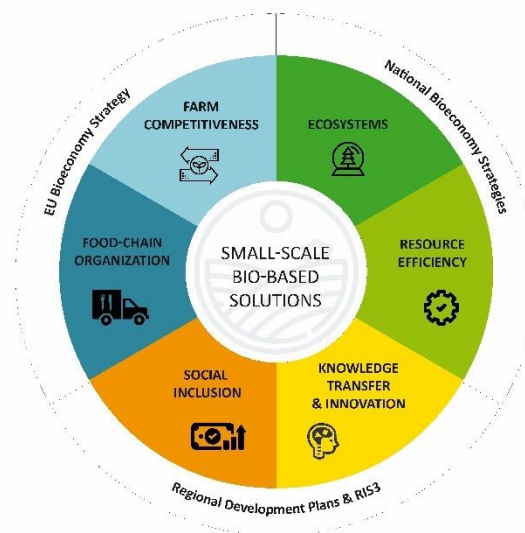 EU Bioeconomy Strategy
National Bioeconomy Strategies
FARM
COMPETITIVENESS
ECOSYSTEMS
FOOD-CHAIN
ORGANIZATION
SMALL-SCALE
BIO-BASED
SOLUTIONS
RESOURCE
EFFICIENCY
SOCIAL
INCLUSION
KNOWLEDGE
TRANSFER
& INNOVATION
Regional Development Plans & RIS3